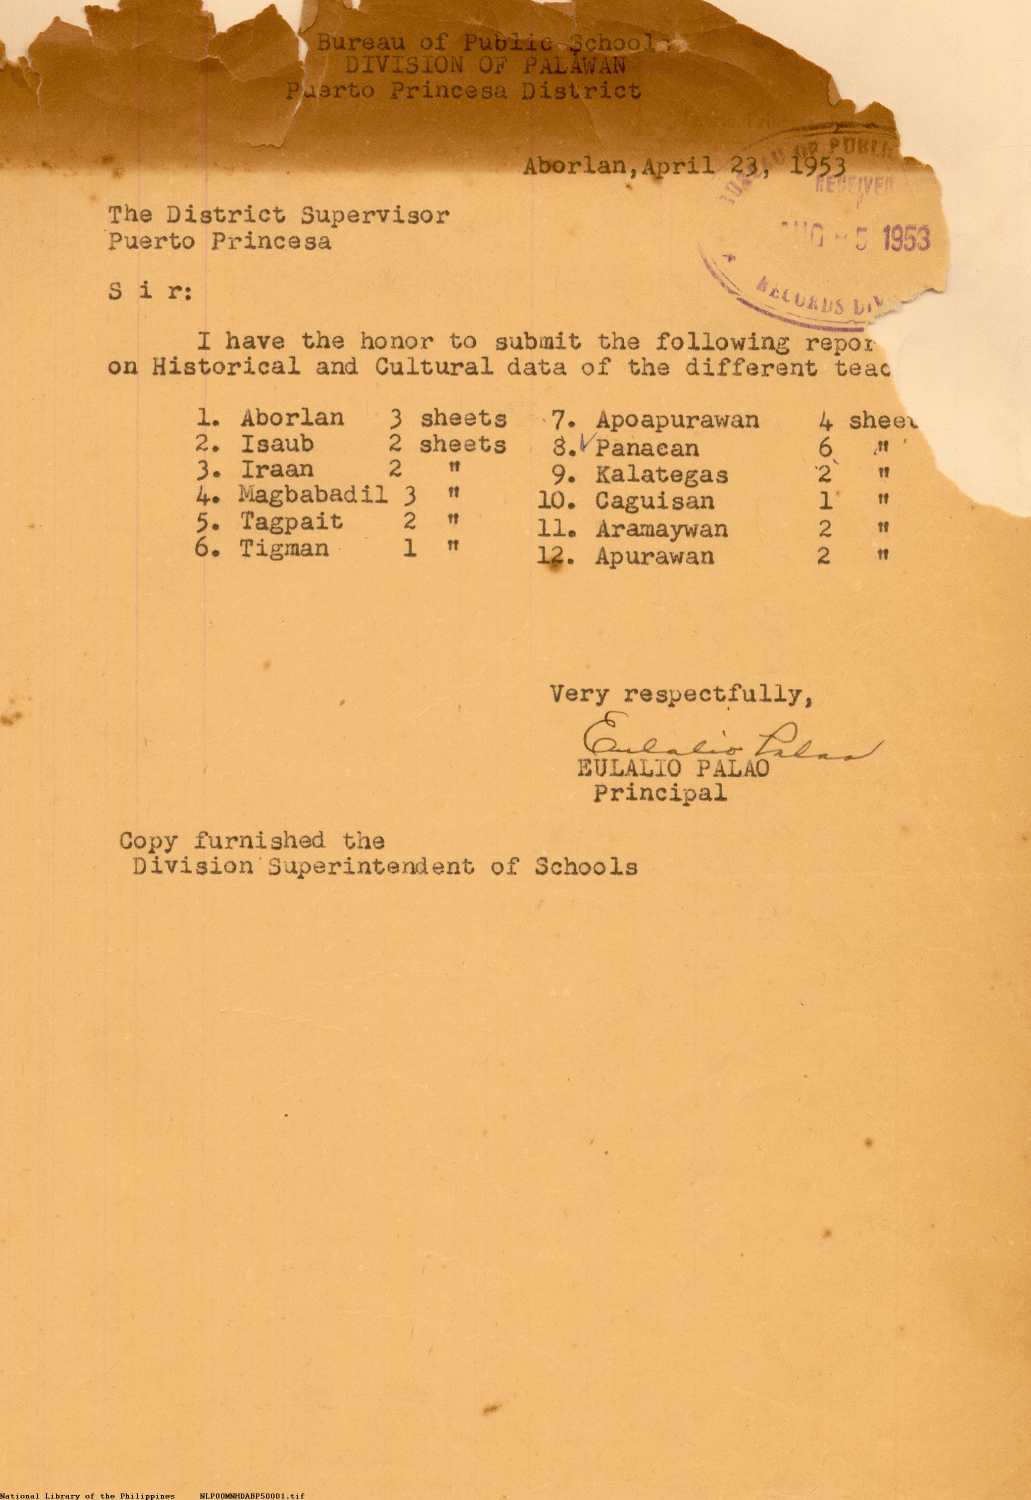 Bureau of Public Schools
DIVISION OF PALAWAN
Puerto Princesa District
Aborlan,April 23, 1953
OF PUBLI
RECEIVED
AUG - 5 1953
RECORDS DIV
The District Supervisor
Puerto Princesa
S i r:
I have the honor to submit the following repor
on Historical and Cultural data of the different teac
1. Aborlan 3 sheets 7. Apoapurawan 4 sheet
2. Isaub 2 sheets 8.✓Panacan 6 "
3. Iraan 2 " 9. Kalategas 2 "
4. Magbabadil 3 " 10. Caguisan 1 "
5. Tagpait 2 " 11. Aramaywan 2 "
6. Tigman 1 " 12. Apurawan 2 "
Very respectfully,
Eulalio Palao
EULALIO PALAO
Principal
Copy furnished the
Division Superintendent of Schools
National Library of the Philippines NLP00MNHDABP50001.tif